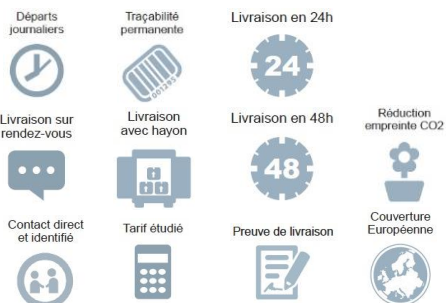 Départs
journaliers
Traçabilité
permanente
Livraison en 24h
001295
24
Livraison sur
rendez-vous
Livraison
avec hayon
Livraison en 48h
Réduction
empreinte CO2
48
Contact direct
et identifié
Tarif étudié
Preuve de livraison
Couverture
Européenne